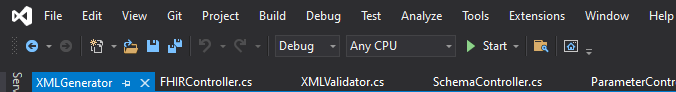 File Edit View Git Project Build Debug Test Analyze Tools Extensions Window Help
Debug Any CPU Start
XMLGenerator FHIRController.cs XMLValidator.cs SchemaController.cs ParameterContr
Serv